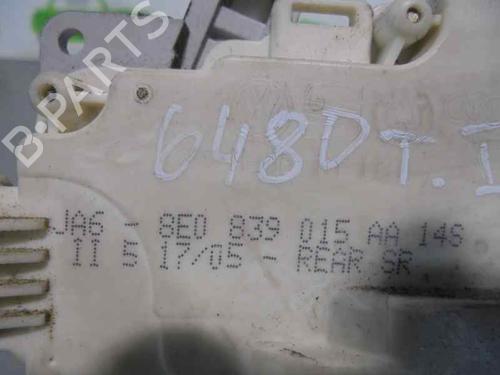 B-PARTS
648DT.I
JA6 - 8E0 839 015 AA 14S
II 5 17/05 - REAR SR